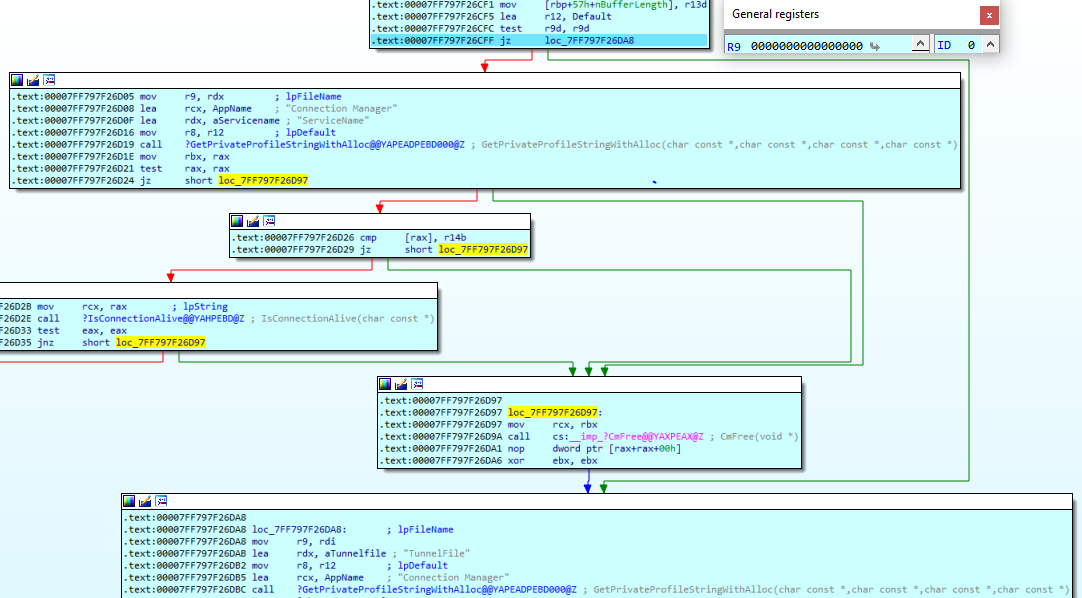 .text:00007FF797F26CF1 mov [rbp+57h+nBufferLength], r13d
.text:00007FF797F26CF5 lea r12, Default
.text:00007FF797F26CFC test r9d, r9d
.text:00007FF797F26CFF jz loc_7FF797F26DA8
General registers
x
R9 0000000000000000
ID 0
.text:00007FF797F26D05 mov r9, rdx ; lpFileName
.text:00007FF797F26D08 lea rcx, AppName ; "Connection Manager"
.text:00007FF797F26D0F lea rdx, aServicename ; "ServiceName"
.text:00007FF797F26D16 mov r8, r12 ; lpDefault
.text:00007FF797F26D19 call ?GetPrivateProfileStringWithAlloc@@YAPEADPEBD000@Z ; GetPrivateProfileStringWithAlloc(char const *,char const *,char const *,char const *)
.text:00007FF797F26D1E mov rbx, rax
.text:00007FF797F26D21 test rax, rax
.text:00007FF797F26D24 jz short loc_7FF797F26D97
.text:00007FF797F26D26 cmp [rax], r14b
.text:00007FF797F26D29 jz short loc_7FF797F26D97
F26D2B mov rcx, rax ; lpString
F26D2E call ?IsConnectionAlive@@YAHPEBD@Z ; IsConnectionAlive(char const *)
F26D33 test eax, eax
F26D35 jnz short loc_7FF797F26D97
.text:00007FF797F26D97
.text:00007FF797F26D97 loc_7FF797F26D97:
.text:00007FF797F26D97 mov rcx, rbx
.text:00007FF797F26D9A call cs:__imp_?CmFree@@YAXPEAX@Z ; CmFree(void *)
.text:00007FF797F26DA1 nop dword ptr [rax+rax+00h]
.text:00007FF797F26DA6 xor ebx, ebx
.text:00007FF797F26DA8
.text:00007FF797F26DA8 loc_7FF797F26DA8: ; lpFileName
.text:00007FF797F26DA8 mov r9, rdi
.text:00007FF797F26DAB lea rdx, aTunnelfile ; "TunnelFile"
.text:00007FF797F26DB2 mov r8, r12 ; lpDefault
.text:00007FF797F26DB5 lea rcx, AppName ; "Connection Manager"
.text:00007FF797F26DBC call ?GetPrivateProfileStringWithAlloc@@YAPEADPEBD000@Z ; GetPrivateProfileStringWithAlloc(char const *,char const *,char const *,char const *)